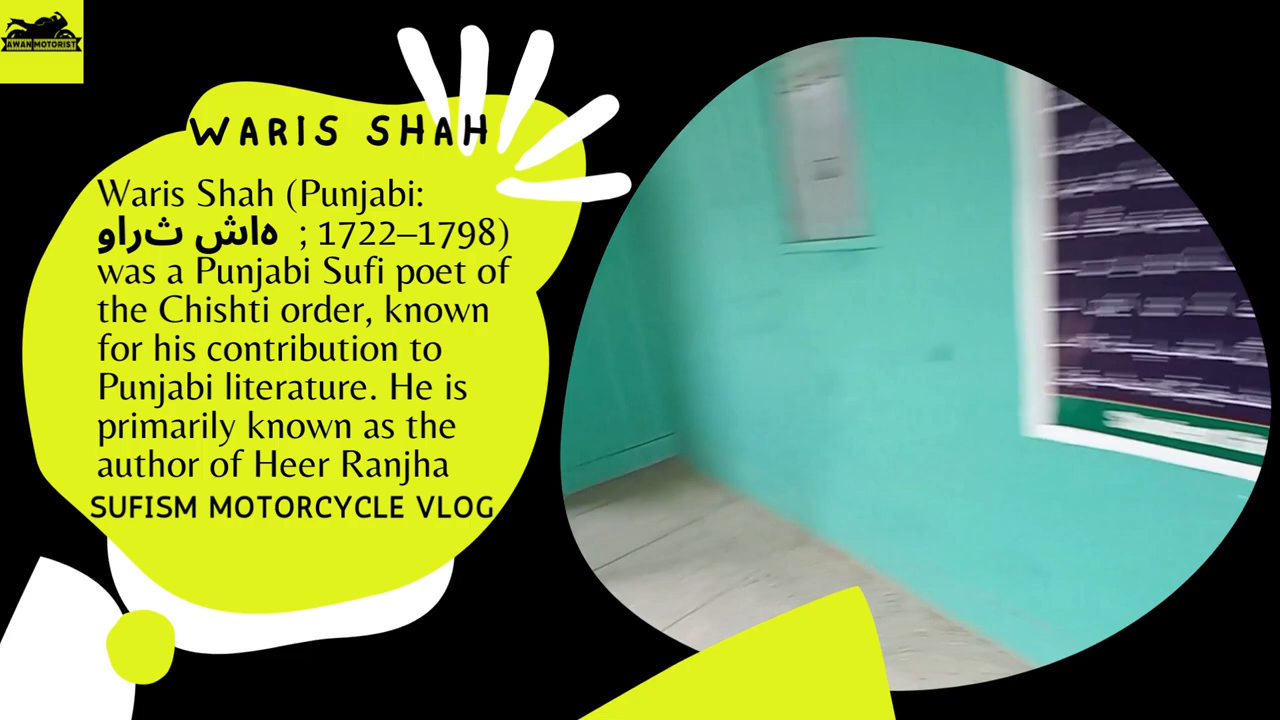 AWAN MOTORIST
WARIS SHAH
Waris Shah (Punjabi:
هاش ثراو ; 1722–1798)
was a Punjabi Sufi poet of
the Chishti order, known
for his contribution to
Punjabi literature. He is
primarily known as the
author of Heer Ranjha
SUFISM MOTORCYCLE VLOG